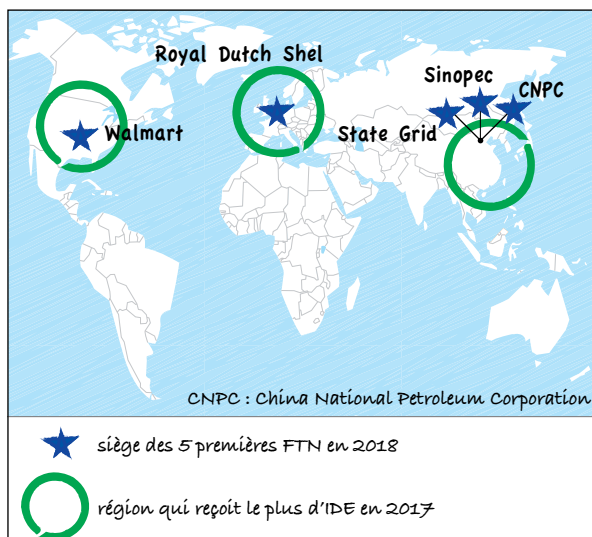 Royal Dutch Shel
Sinopec
CNPC
Walmart
State Grid
CNPC : China National Petroleum Corporation
siège des 5 premières FTN en 2018
région qui reçoit le plus d'IDE en 2017